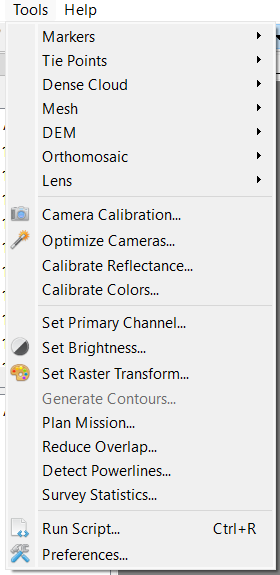 Tools Help
Markers
Tie Points
Dense Cloud
Mesh
DEM
Orthomosaic
Lens
Camera Calibration...
Optimize Cameras...
Calibrate Reflectance...
Calibrate Colors...
Set Primary Channel...
Set Brightness...
Set Raster Transform...
Generate Contours...
Plan Mission...
Reduce Overlap...
Detect Powerlines...
Survey Statistics...
Run Script... Ctrl+R
Preferences...